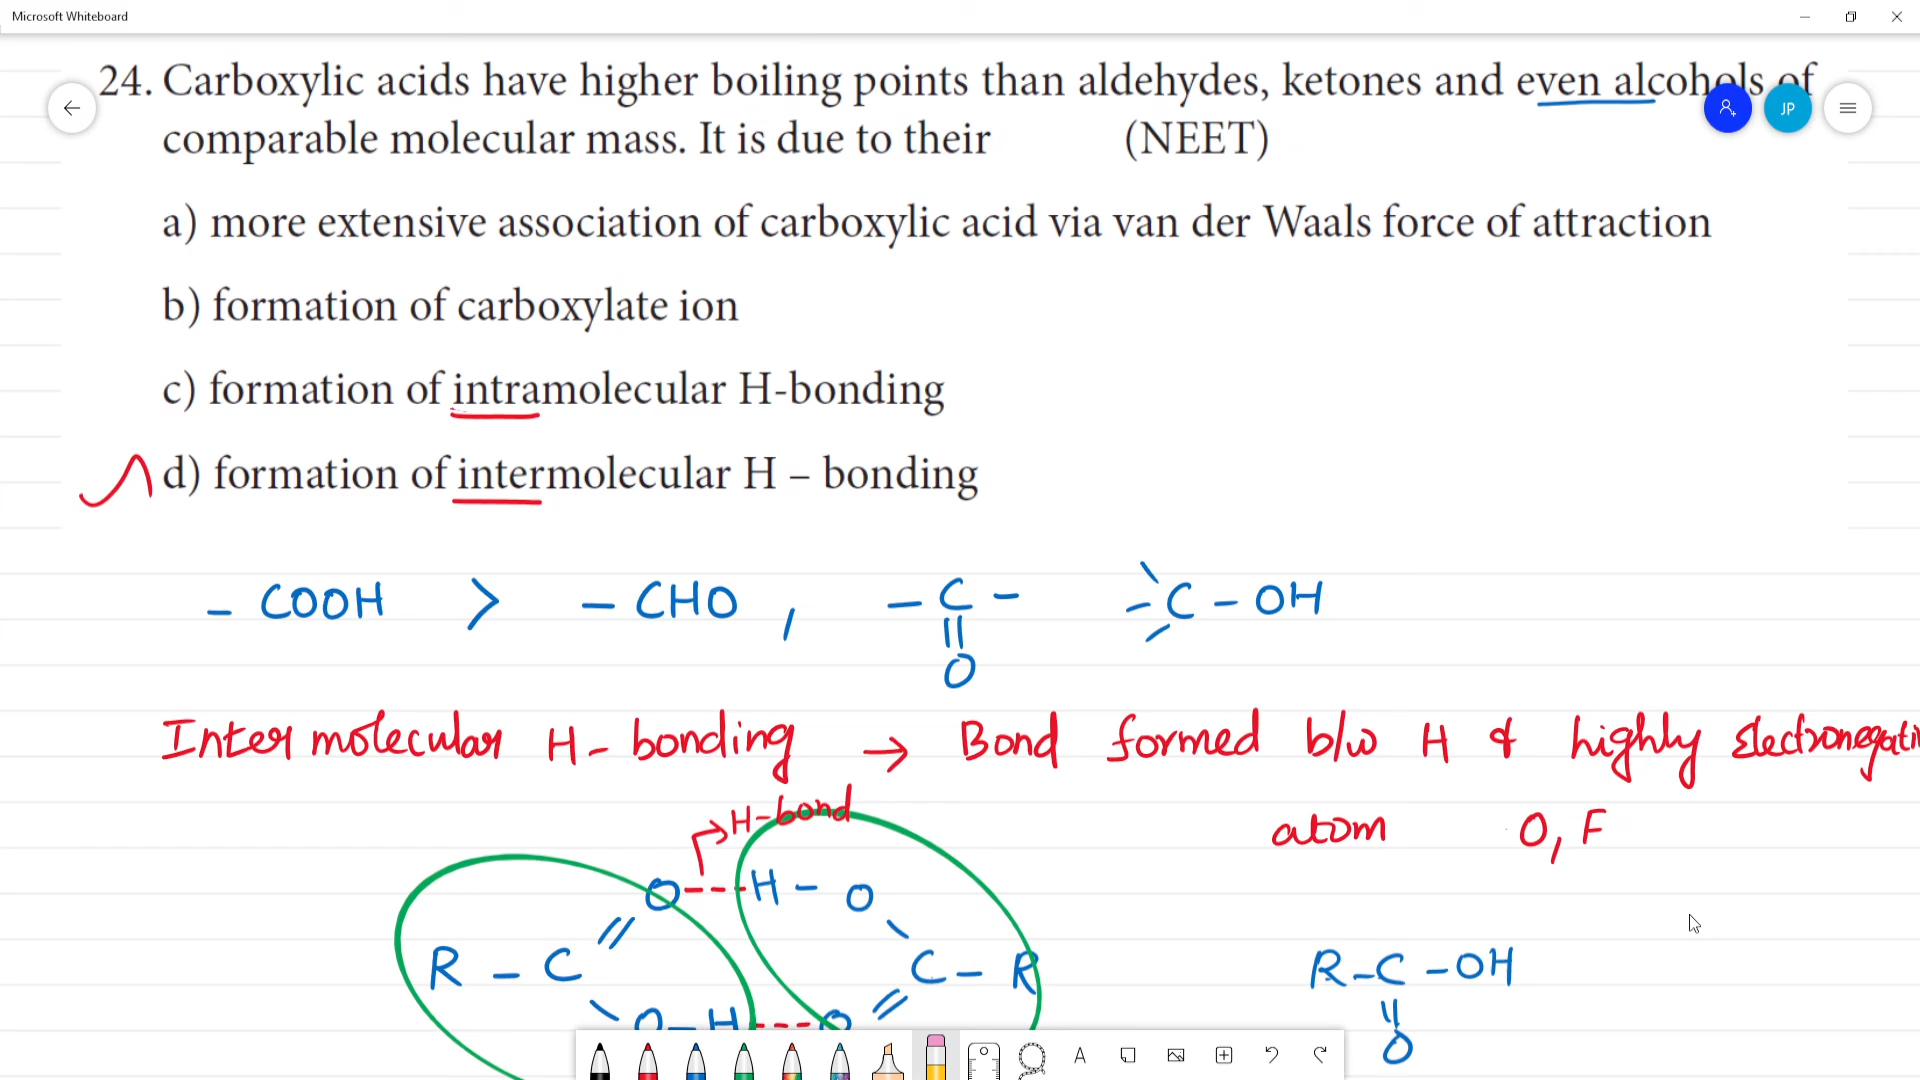 Microsoft Whiteboard
24. Carboxylic acids have higher boiling points than aldehydes, ketones and even alcohols of
comparable molecular mass. It is due to their (NEET)
JP
a) more extensive association of carboxylic acid via van der Waals force of attraction
b) formation of carboxylate ion
c) formation of intramolecular H-bonding
d) formation of intermolecular H – bonding
– COOH > – CHO , – C – – C – OH
||
O
Inter molecular H - bonding → Bond formed b/w H & highly Electronegati
H-bond
atom O, F
O --- H – O
R – C C – R
R – C – OH
O – H --- O
||
O
A